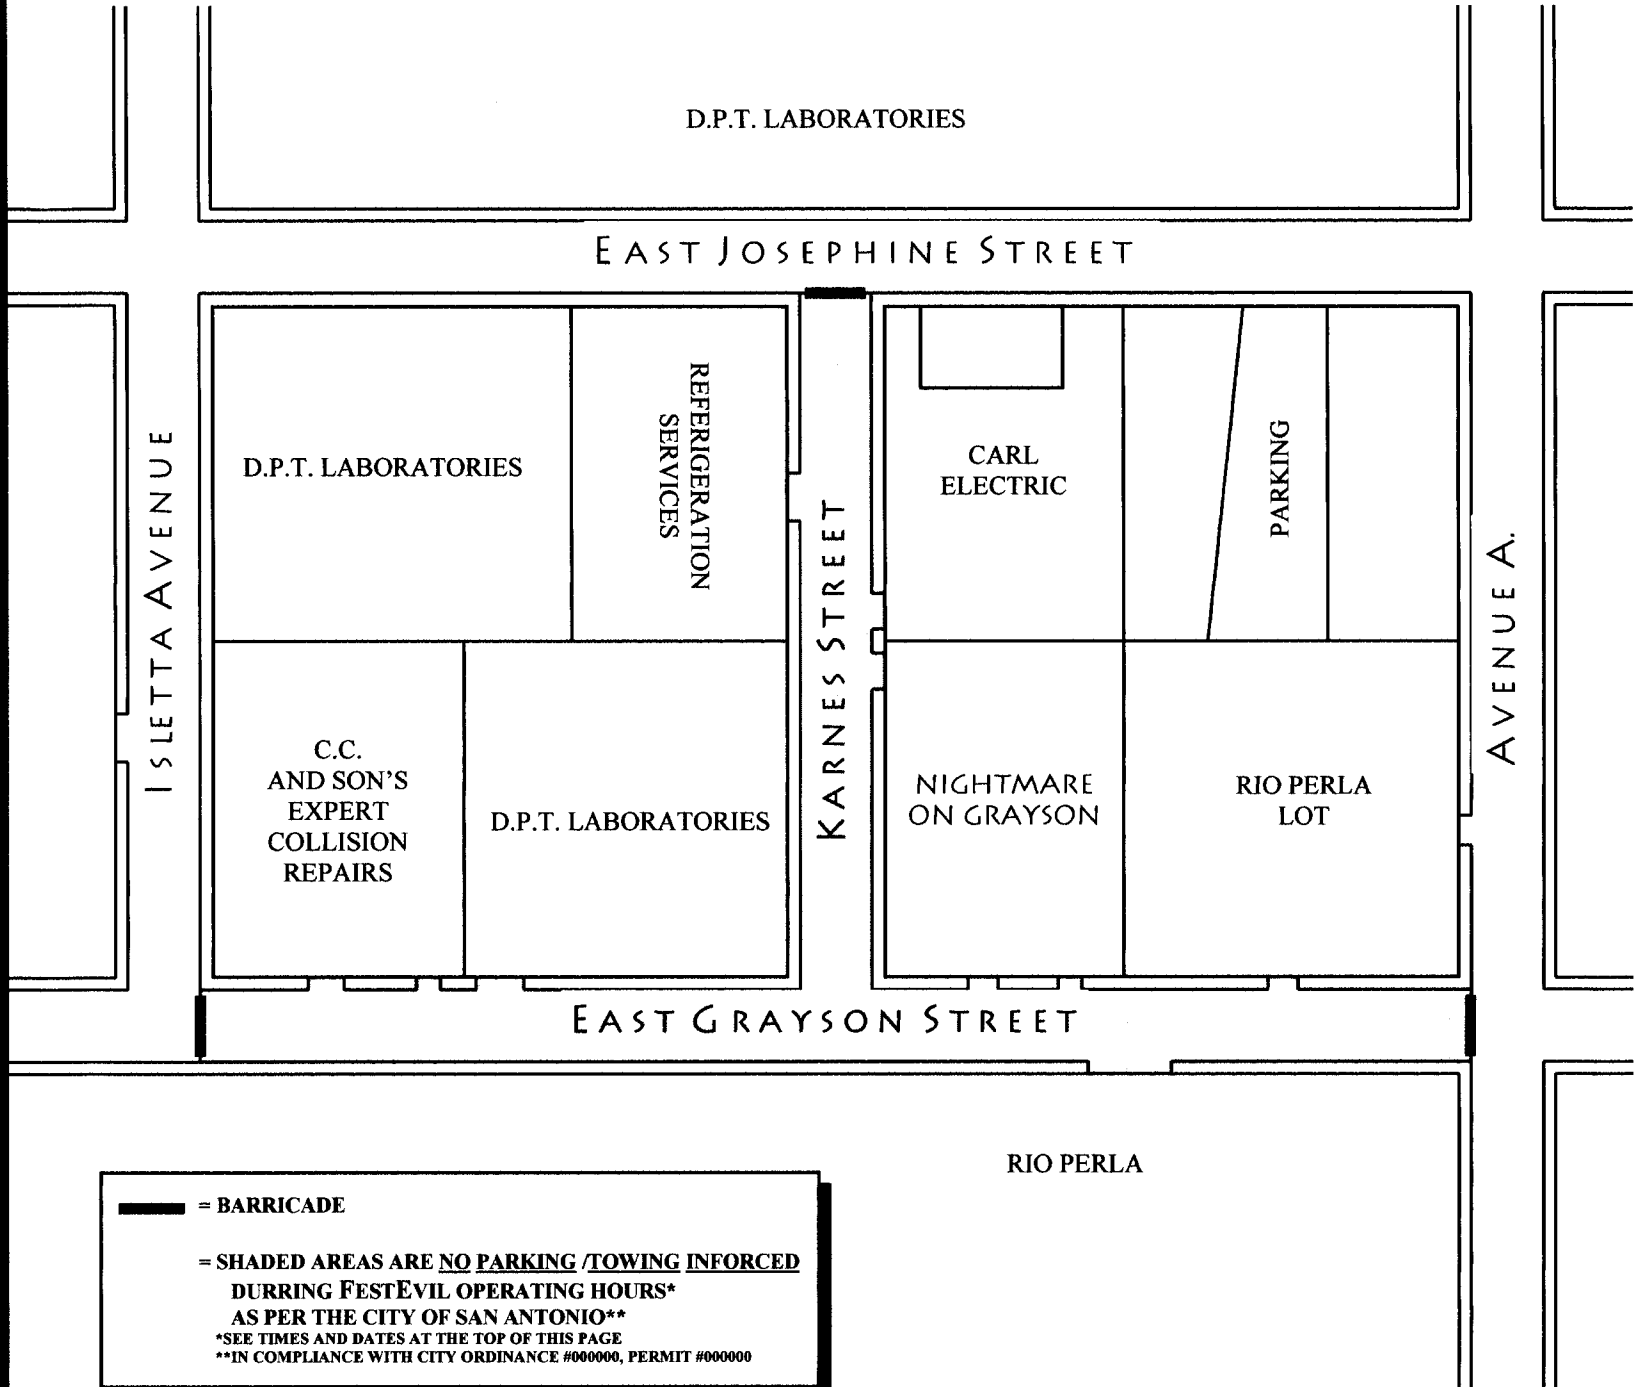 D.P.T. LABORATORIES
EAST JOSEPHINE STREET
ISLETTA AVENUE
D.P.T. LABORATORIES
REFERIGERATION
SERVICES
KARNES STREET
CARL
ELECTRIC
PARKING
AVENUE A.
C.C.
AND SON'S
EXPERT
COLLISION
REPAIRS
D.P.T. LABORATORIES
NIGHTMARE
ON GRAYSON
RIO PERLA
LOT
EAST GRAYSON STREET
RIO PERLA
= BARRICADE
= SHADED AREAS ARE NO PARKING /TOWING INFORCED
DURRING FESTEVIL OPERATING HOURS*
AS PER THE CITY OF SAN ANTONIO**
*SEE TIMES AND DATES AT THE TOP OF THIS PAGE
**IN COMPLIANCE WITH CITY ORDINANCE #000000, PERMIT #000000